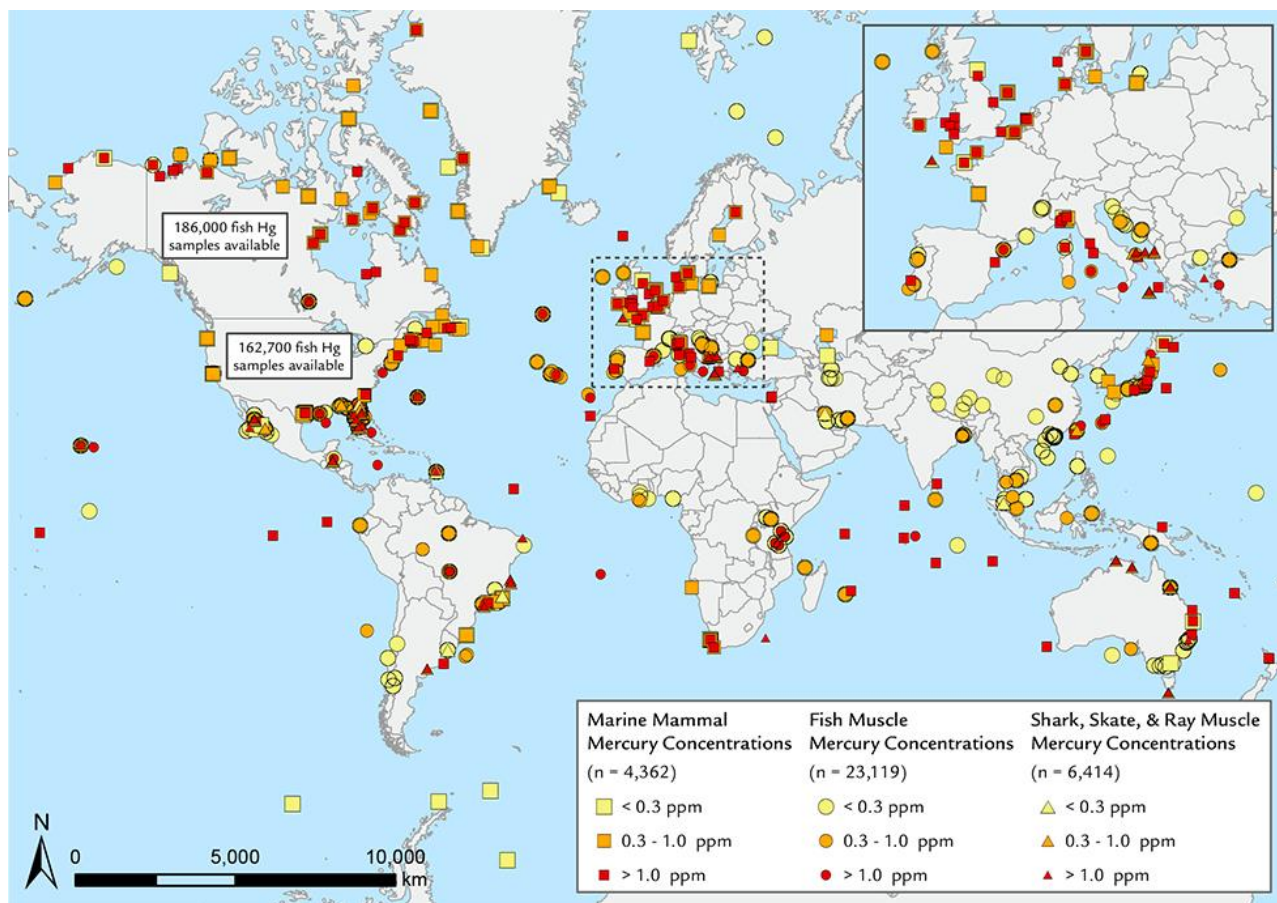 186,000 fish Hg
samples available
162,700 fish Hg
samples available
Marine Mammal
Mercury Concentrations
(n = 4,362)
< 0.3 ppm
0.3 - 1.0 ppm
> 1.0 ppm
Fish Muscle
Mercury Concentrations
(n = 23,119)
< 0.3 ppm
0.3 - 1.0 ppm
> 1.0 ppm
Shark, Skate, & Ray Muscle
Mercury Concentrations
(n = 6,414)
< 0.3 ppm
0.3 - 1.0 ppm
> 1.0 ppm
N
0 5,000 10,000
km